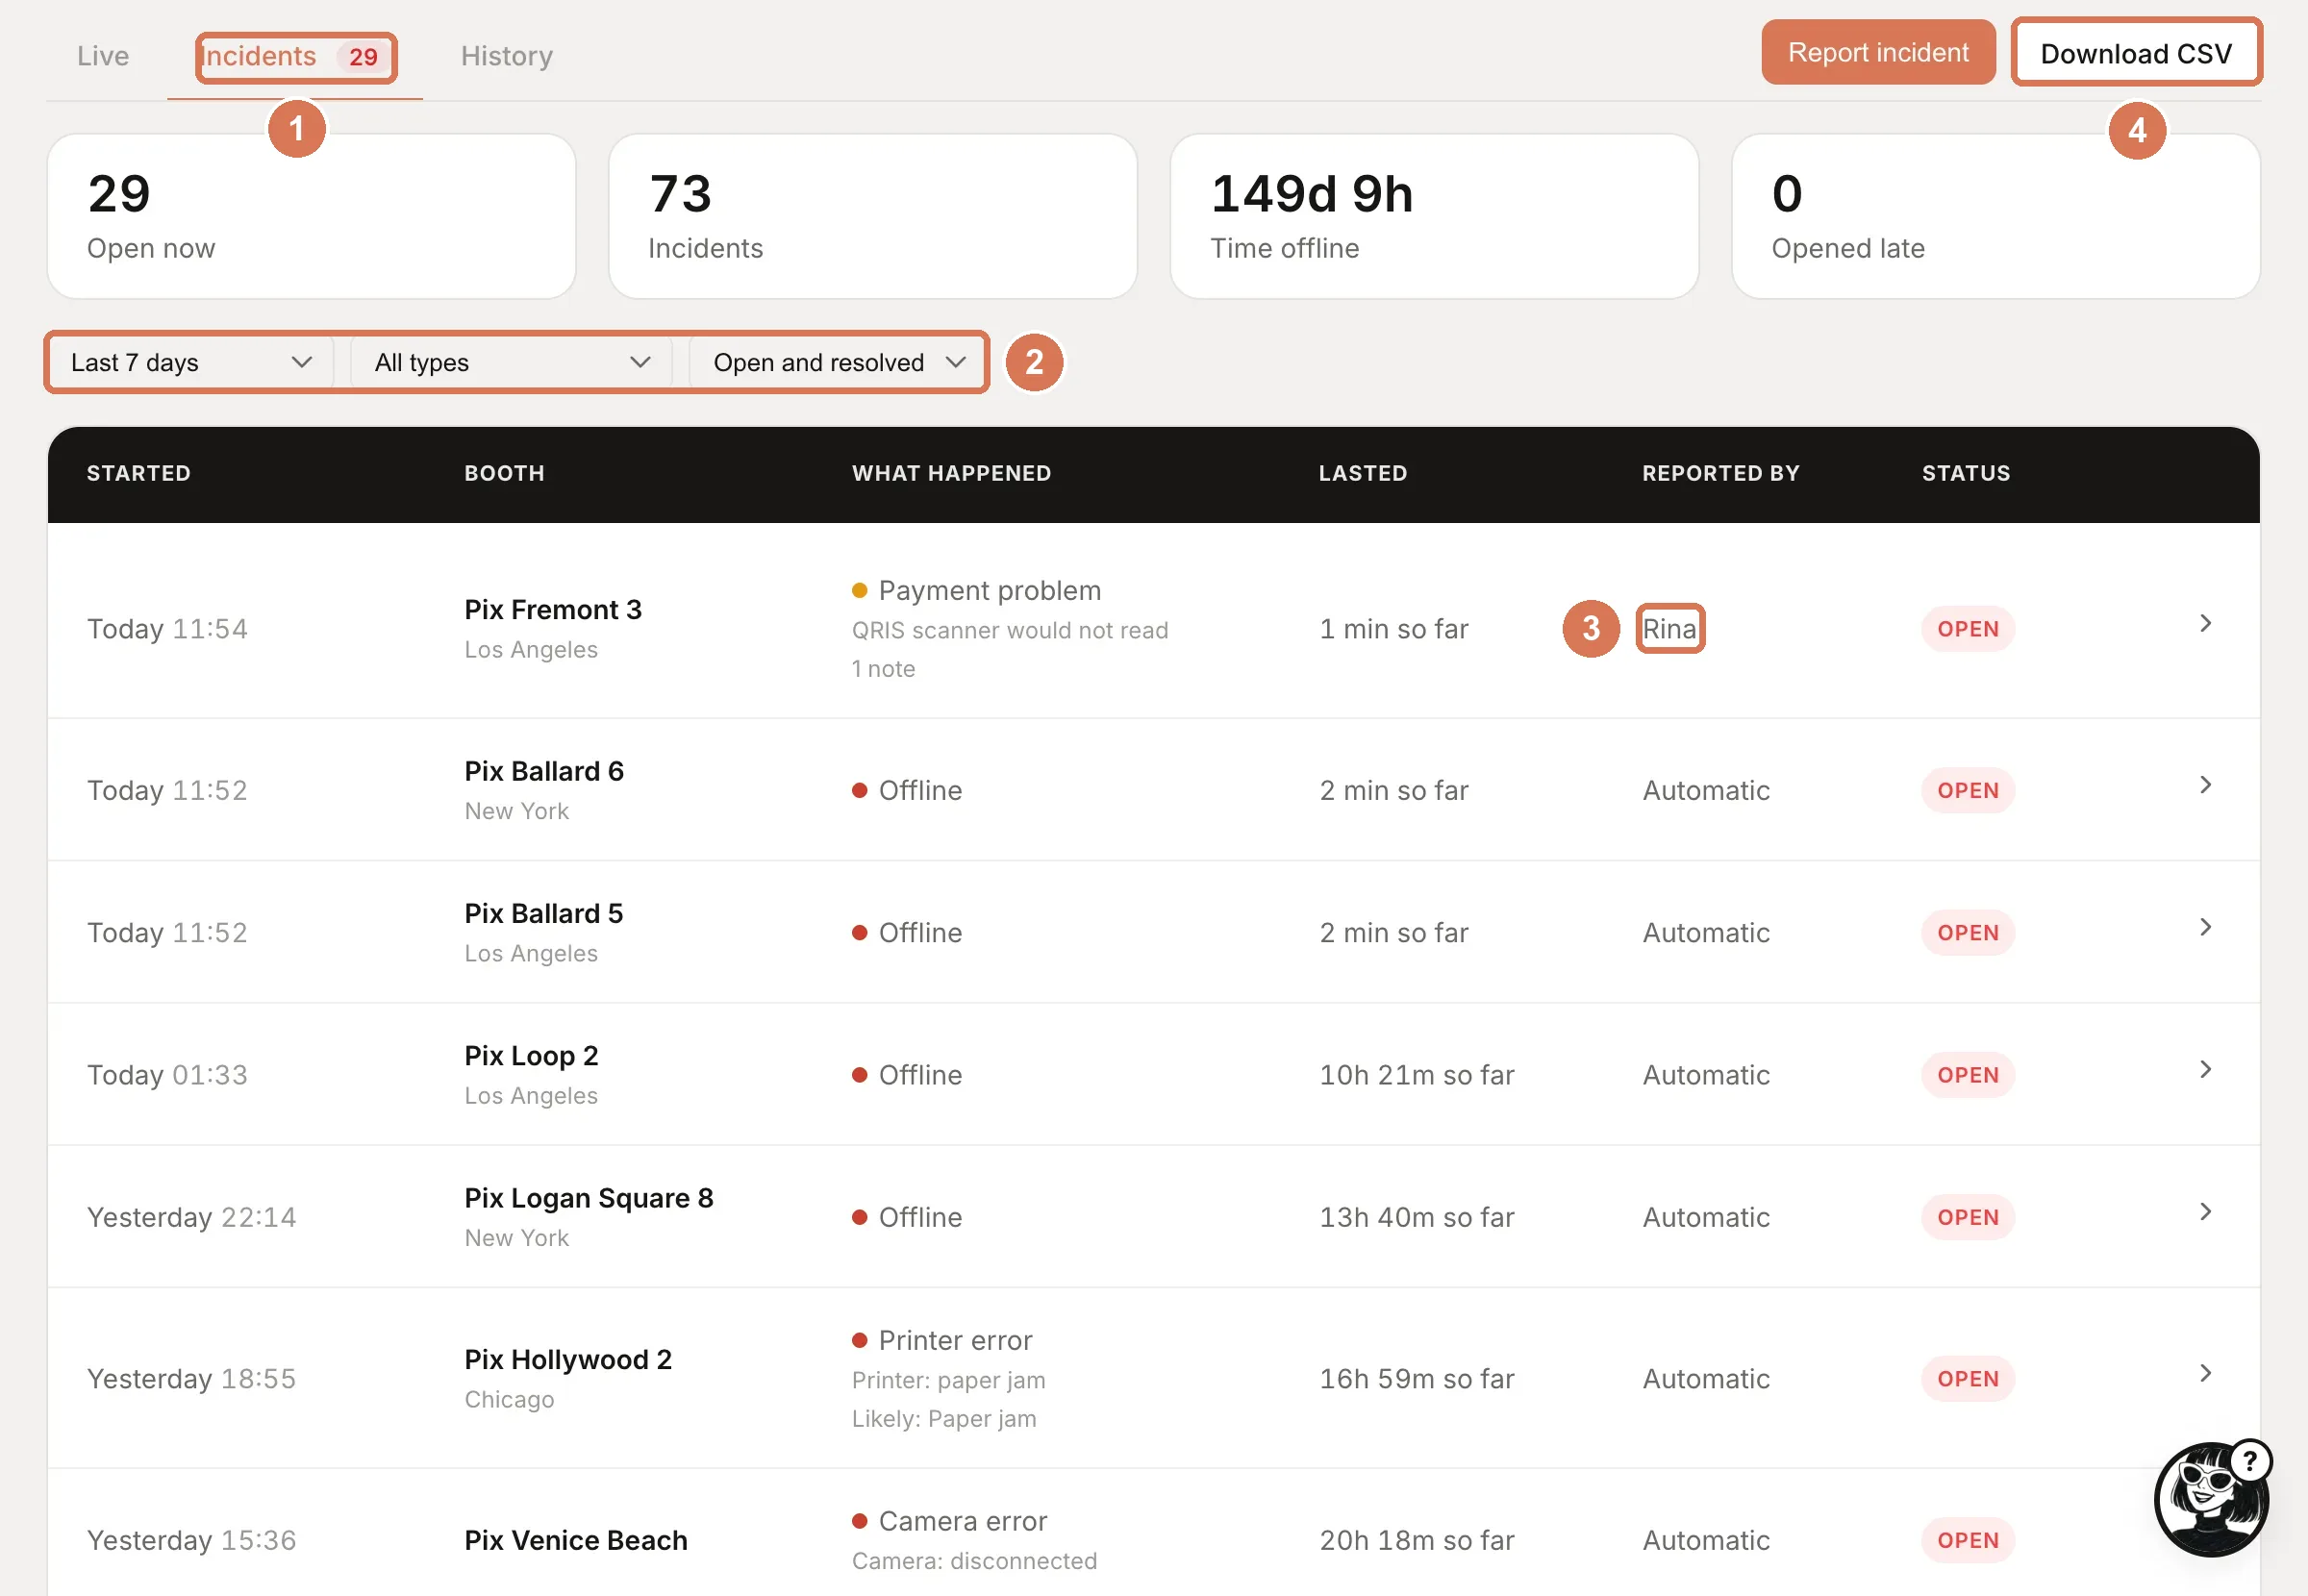 Live
Incidents 29
History
Report incident
Download CSV
1
4
29
Open now
73
Incidents
149d 9h
Time offline
0
Opened late
Last 7 days
All types
Open and resolved
2
STARTED BOOTH WHAT HAPPENED LASTED REPORTED BY STATUS
Today 11:54
Pix Fremont 3
Los Angeles
Payment problem
QRIS scanner would not read
1 note
1 min so far
3
Rina
OPEN
Today 11:52
Pix Ballard 6
New York
Offline
2 min so far
Automatic
OPEN
Today 11:52
Pix Ballard 5
Los Angeles
Offline
2 min so far
Automatic
OPEN
Today 01:33
Pix Loop 2
Los Angeles
Offline
10h 21m so far
Automatic
OPEN
Yesterday 22:14
Pix Logan Square 8
New York
Offline
13h 40m so far
Automatic
OPEN
Yesterday 18:55
Pix Hollywood 2
Chicago
Printer error
Printer: paper jam
Likely: Paper jam
16h 59m so far
Automatic
OPEN
Yesterday 15:36
Pix Venice Beach
Camera error
Camera: disconnected
20h 18m so far
Automatic
OPEN
?